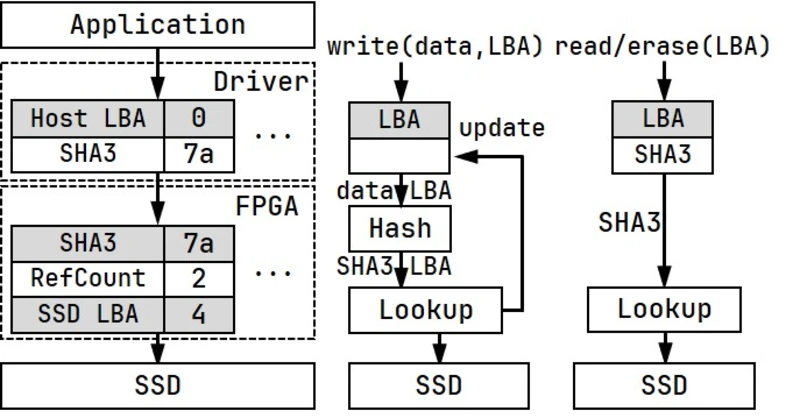 Application
Driver
Host LBA 0
SHA3 7a
...
FPGA
SHA3 7a
RefCount 2
...
SSD LBA 4
SSD
write(data,LBA)
LBA
update
data LBA
Hash
SHA3 LBA
Lookup
SSD
read/erase(LBA)
LBA
SHA3
SHA3
Lookup
SSD